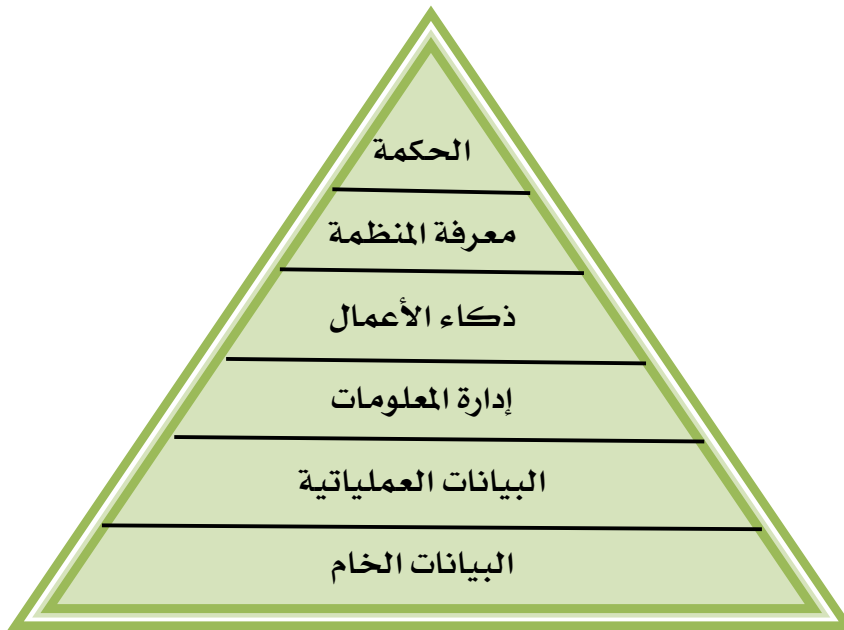 الحكمة
معرفة المنظمة
ذكاء الأعمال
إدارة المعلومات
البيانات العملياتية
البيانات الخام